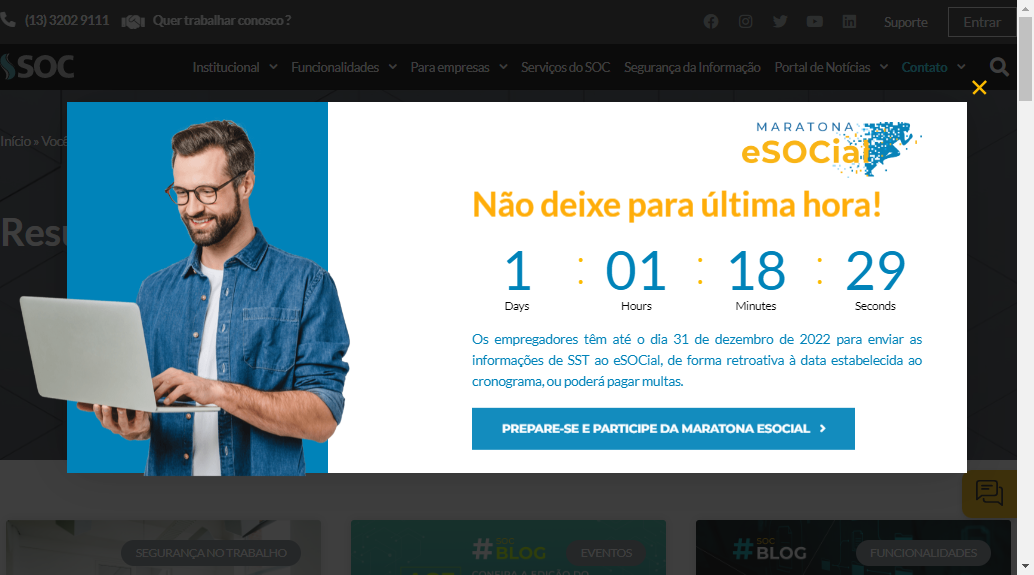 (13) 3202 9111 Quer trabalhar conosco ? Suporte Entrar
SOC Institucional Funcionalidades Para empresas Serviços do SOC Segurança da Informação Portal de Notícias Contato
Início » Você
MARATONA
eSOCial
Não deixe para última hora!
Resu
1 : 01 : 18 : 29
Days Hours Minutes Seconds
Os empregadores têm até o dia 31 de dezembro de 2022 para enviar as
informações de SST ao eSOCial, de forma retroativa à data estabelecida ao
cronograma, ou poderá pagar multas.
PREPARE-SE E PARTICIPE DA MARATONA ESOCIAL
SEGURANÇA NO TRABALHO
# SOC BLOG EVENTOS
# SOC BLOG FUNCIONALIDADES
CONFIRA A EDIÇÃO DO